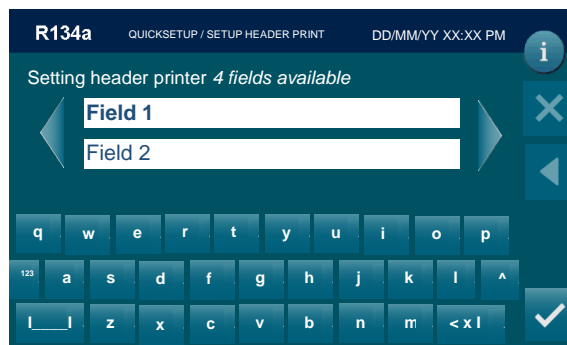 R134a QUICKSETUP / SETUP HEADER PRINT DD/MM/YY XX:XX PM
i
Setting header printer 4 fields available
Field 1
Field 2
q w e r t y u i o p
123 a s d f g h j k l ^
I___I z x c v b n m < x I